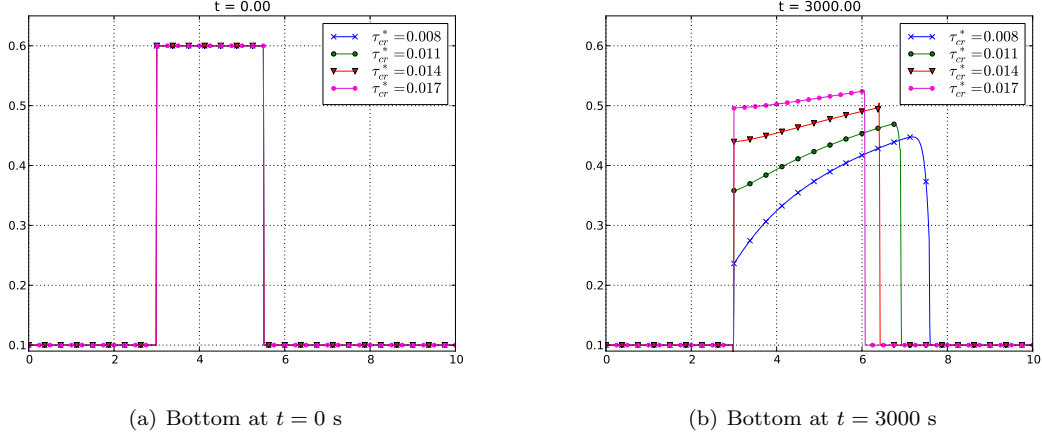 t = 0.00
0.6
0.5
0.4
0.3
0.2
0.1
0 2 4 6 8 10
τ*cr=0.008
τ*cr=0.011
τ*cr=0.014
τ*cr=0.017
(a) Bottom at t = 0 s
t = 3000.00
0.6
0.5
0.4
0.3
0.2
0.1
0 2 4 6 8 10
τ*cr=0.008
τ*cr=0.011
τ*cr=0.014
τ*cr=0.017
(b) Bottom at t = 3000 s